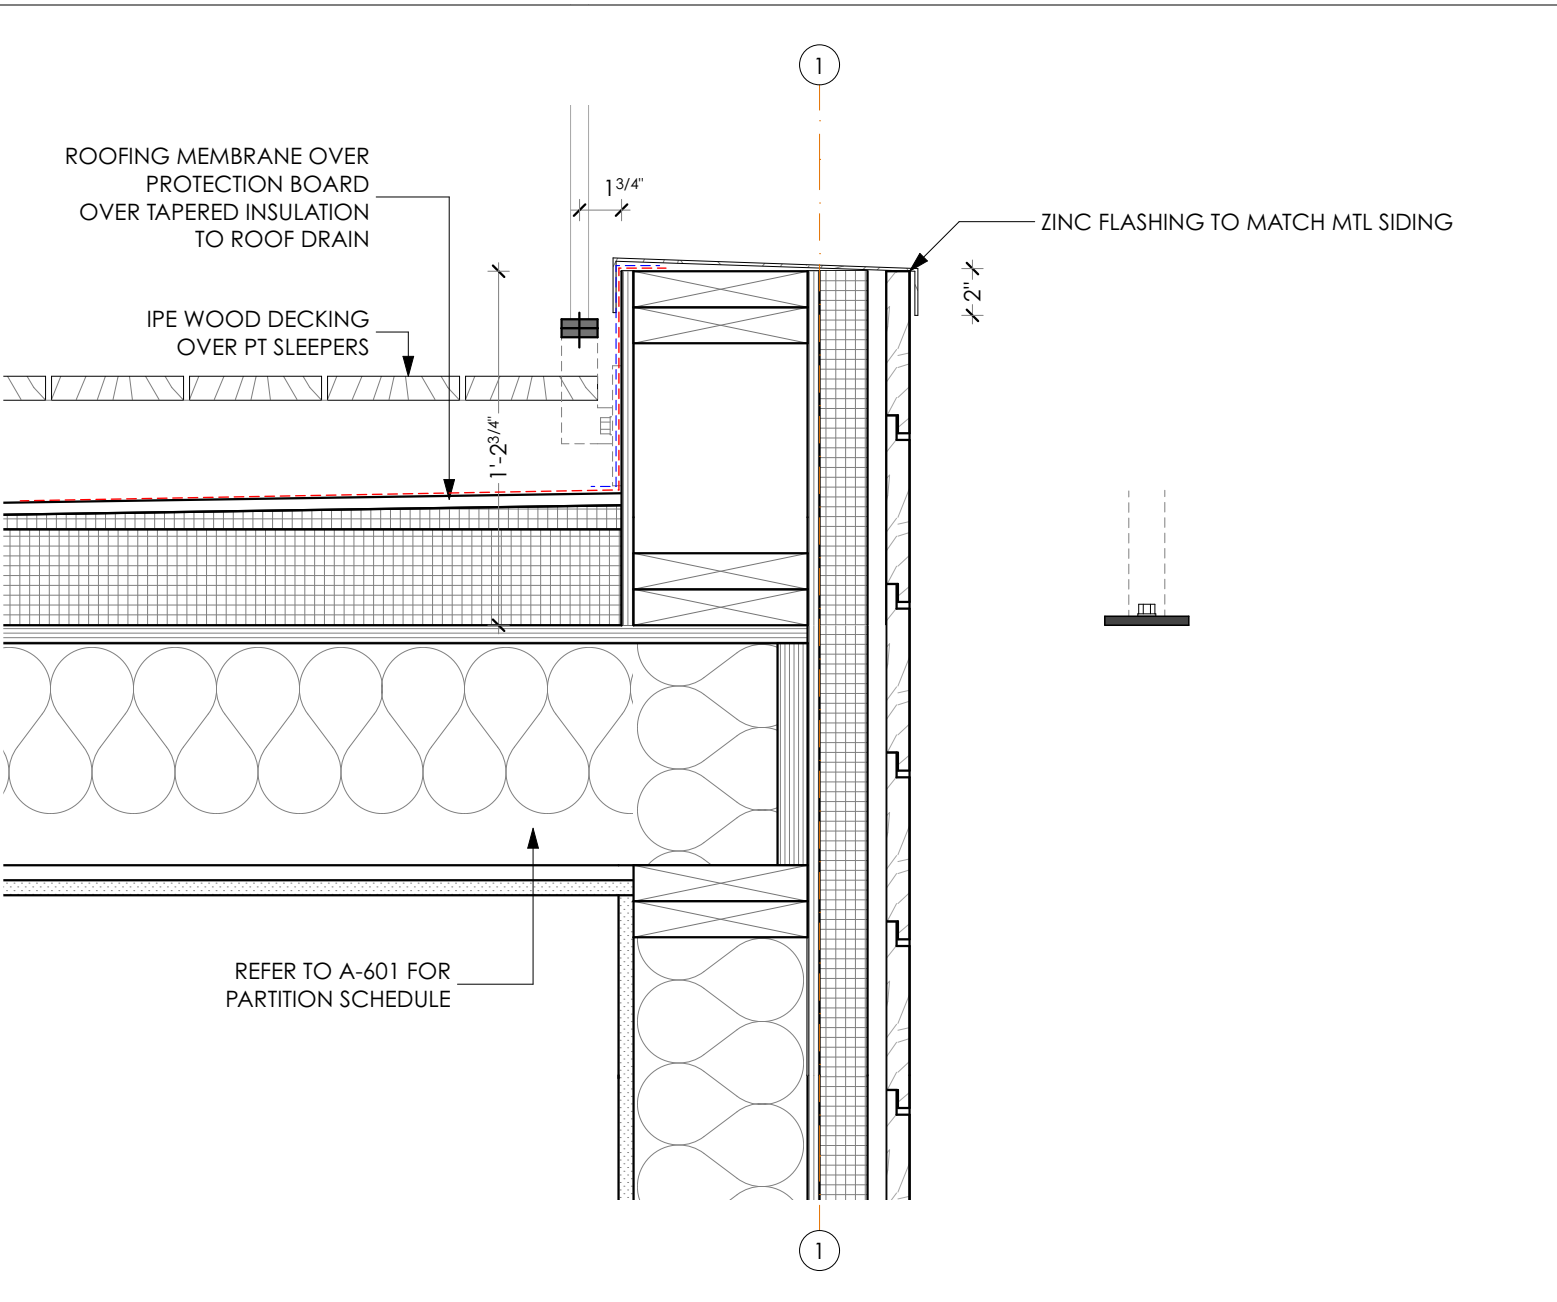 1
ROOFING MEMBRANE OVER
PROTECTION BOARD
OVER TAPERED INSULATION
TO ROOF DRAIN
1 3/4"
ZINC FLASHING TO MATCH MTL SIDING
2"
IPE WOOD DECKING
OVER PT SLEEPERS
1'-2 3/4"
REFER TO A-601 FOR
PARTITION SCHEDULE
1